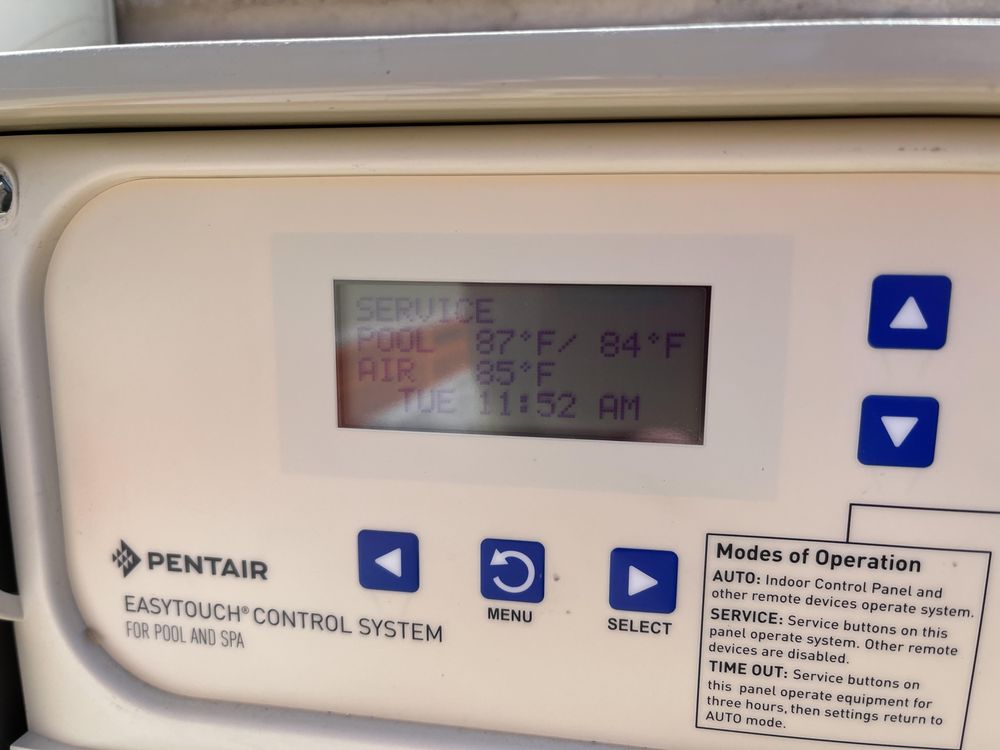 SERVICE
POOL 87°F/ 84°F
AIR 85°F
TUE 11:52 AM
PENTAIR
EASYTOUCH® CONTROL SYSTEM
FOR POOL AND SPA
MENU
SELECT
Modes of Operation
AUTO: Indoor Control Panel and
other remote devices operate system.
SERVICE: Service buttons on this
panel operate system. Other remote
devices are disabled.
TIME OUT: Service buttons on
this panel operate equipment for
three hours, then settings return to
AUTO mode.